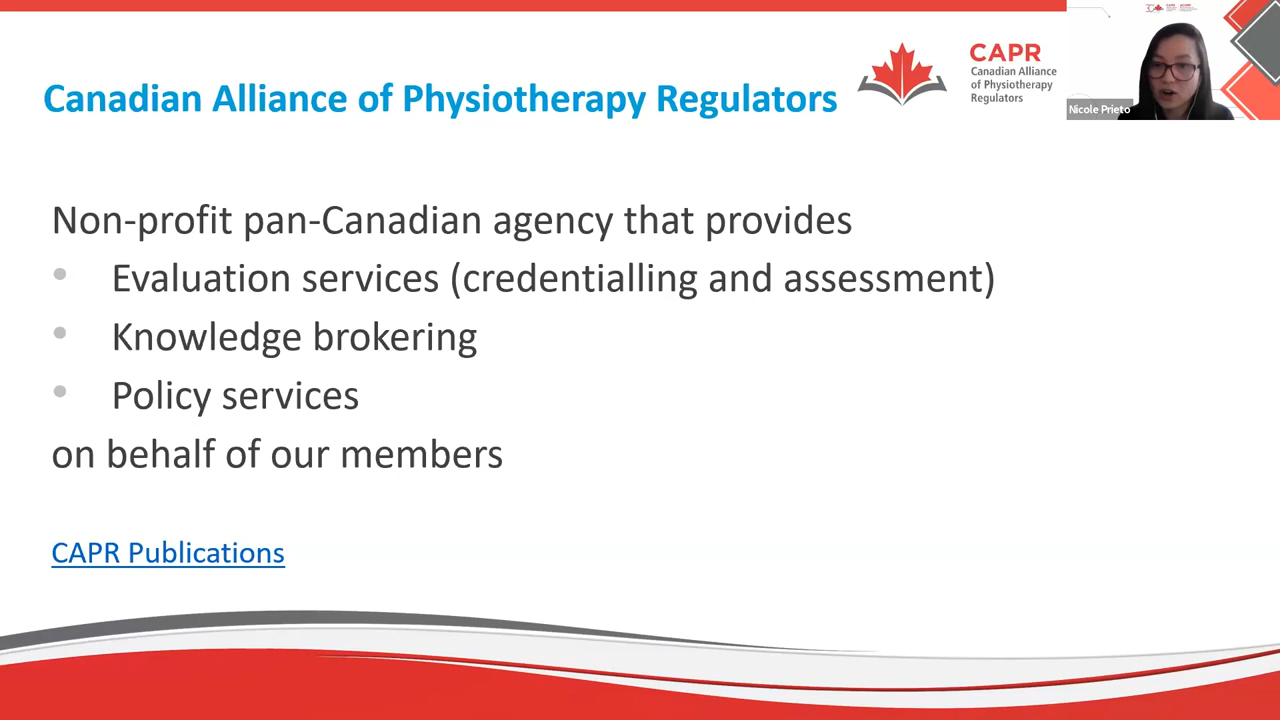 Canadian Alliance of Physiotherapy Regulators
CAPR
Canadian Alliance
of Physiotherapy
Regulators
Nicole Prieto
Non-profit pan-Canadian agency that provides
• Evaluation services (credentialling and assessment)
• Knowledge brokering
• Policy services
on behalf of our members
CAPR Publications